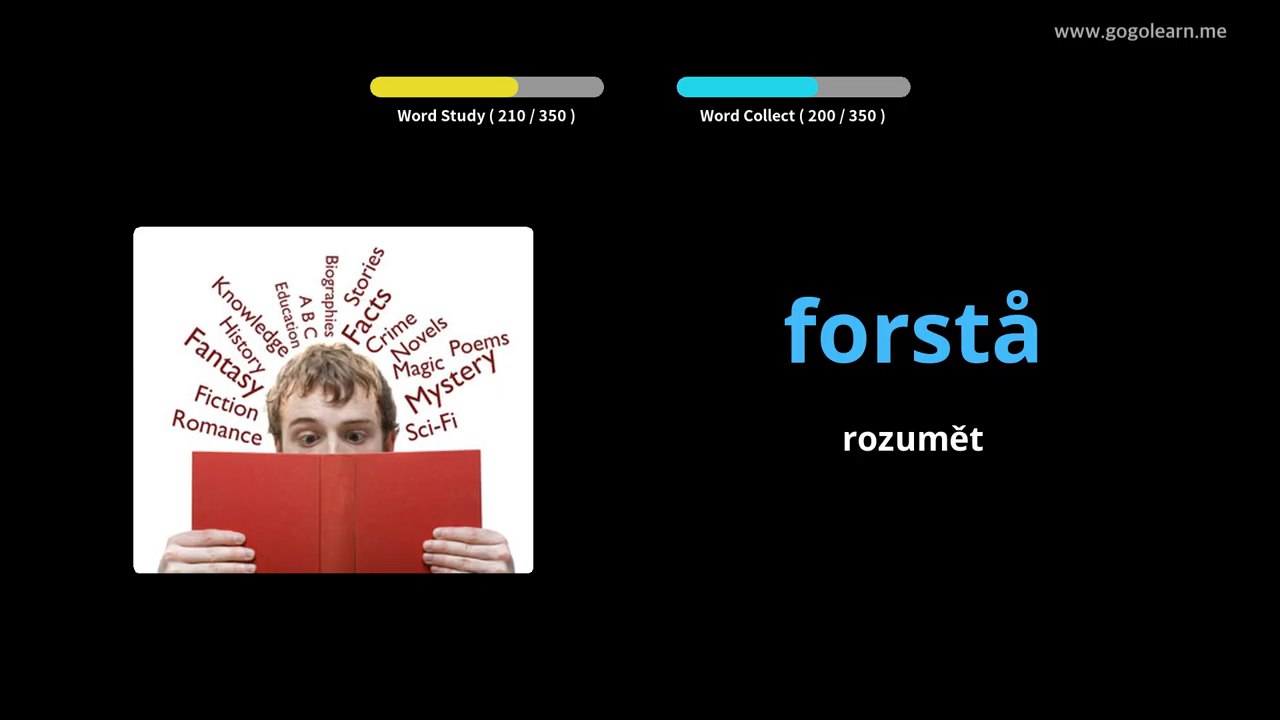 www.gogolearn.me
Word Study ( 210 / 350 )
Word Collect ( 200 / 350 )
Biographies
Stories
Knowledge
Education
A B C
Facts
History
Crime
Novels
Fantasy
Magic
Poems
Fiction
Mystery
Romance
Sci-Fi
forstå
rozumět